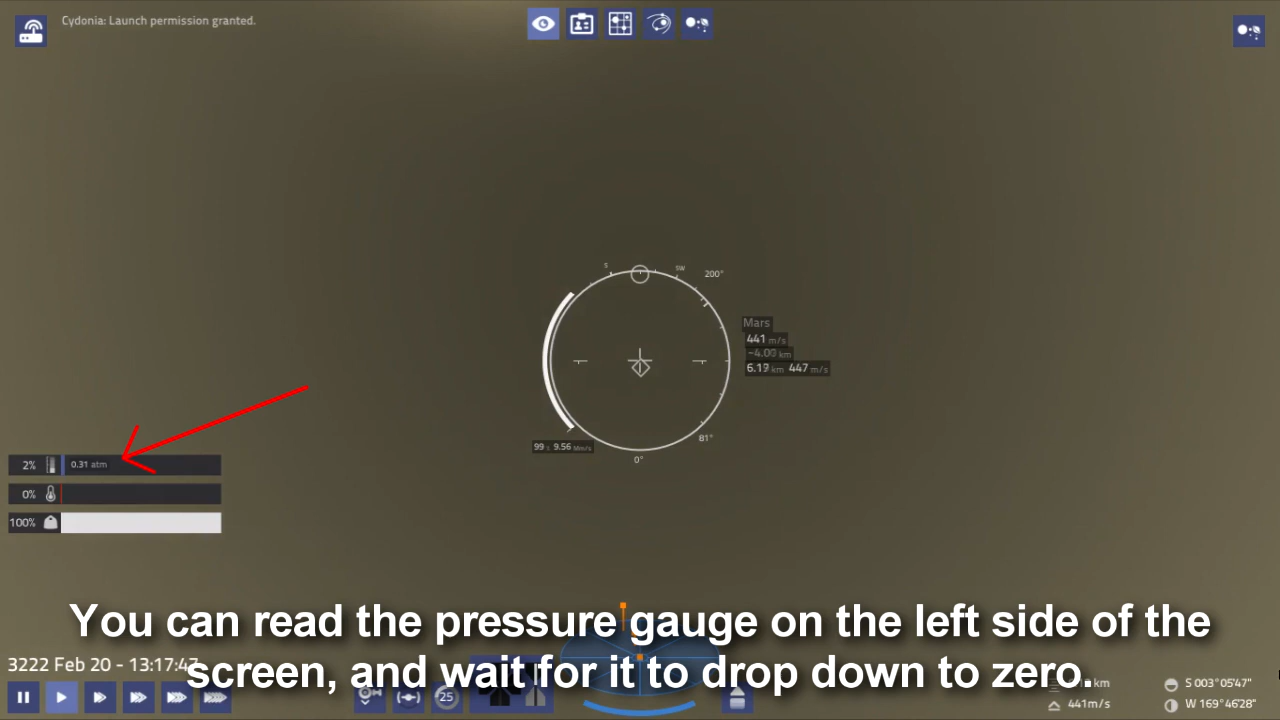 Cydonia: Launch permission granted.
S
SW
200°
Mars
441 m/s
-4.00 km
6.19 km 447 m/s
81°
99 t 9.56 Mm/s
0°
2% 0.31 atm
0%
100%
You can read the pressure gauge on the left side of the
screen, and wait for it to drop down to zero.
3222 Feb 20 - 13:17:47
25
km
441m/s
S 003°05'47"
W 169°46'28"